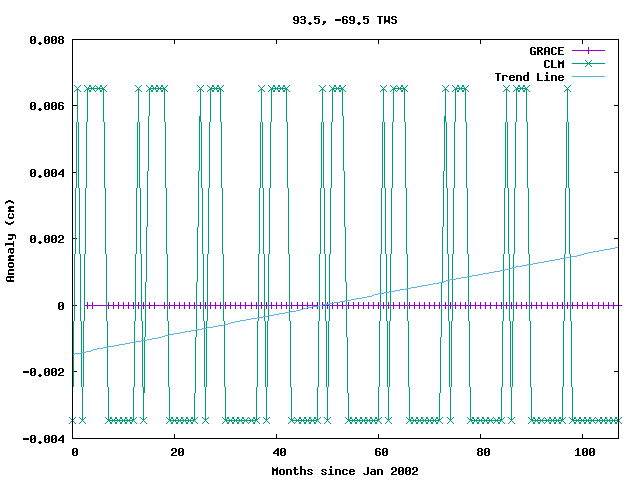 93.5, -69.5 TWS
GRACE
CLM
Trend Line
0.008
0.006
0.004
0.002
0
-0.002
-0.004
Anomaly (cm)
0 20 40 60 80 100
Months since Jan 2002